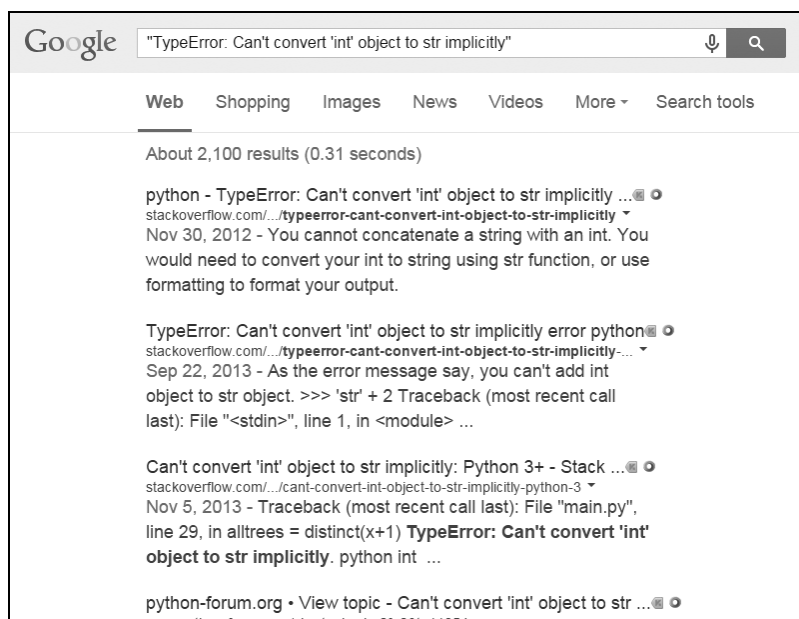 Google "TypeError: Can't convert 'int' object to str implicitly"
Web Shopping Images News Videos More Search tools
About 2,100 results (0.31 seconds)
python - TypeError: Can't convert 'int' object to str implicitly ...
stackoverflow.com/.../typeerror-cant-convert-int-object-to-str-implicitly
Nov 30, 2012 - You cannot concatenate a string with an int. You
would need to convert your int to string using str function, or use
formatting to format your output.
TypeError: Can't convert 'int' object to str implicitly error python
stackoverflow.com/.../typeerror-cant-convert-int-object-to-str-implicitly-...
Sep 22, 2013 - As the error message say, you can't add int
object to str object. >>> 'str' + 2 Traceback (most recent call
last): File "<stdin>", line 1, in <module> ...
Can't convert 'int' object to str implicitly: Python 3+ - Stack ...
stackoverflow.com/.../cant-convert-int-object-to-str-implicitly-python-3
Nov 5, 2013 - Traceback (most recent call last): File "main.py",
line 29, in alltrees = distinct(x+1) TypeError: Can't convert 'int'
object to str implicitly. python int ...
python-forum.org • View topic - Can't convert 'int' object to str ...